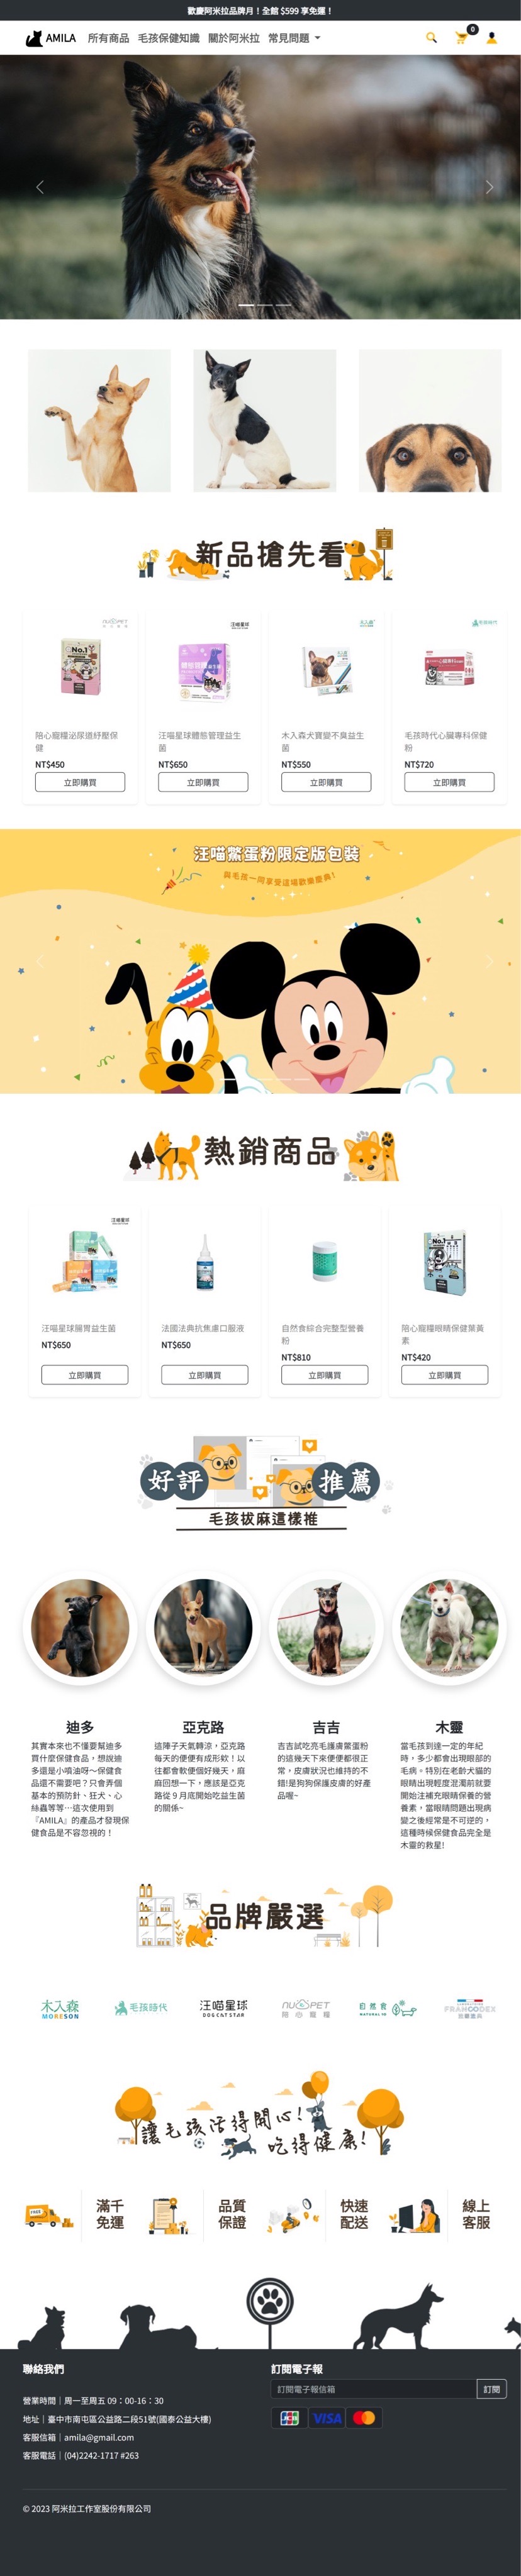 歡慶阿米拉品牌月！全館 $599 享免運！
AMILA 所有商品 毛孩保健知識 關於阿米拉 常見問題
0
新品搶先看
汪喵星球
木入森
毛孩時代
No.1
陪心寵糧泌尿道紓壓保
健
NT$450
立即購買
汪喵星球體態管理益生
菌
NT$650
立即購買
木入森犬寶變不臭益生
菌
NT$550
立即購買
毛孩時代心臟專科保健
粉
NT$720
立即購買
汪喵鱉蛋粉限定版包裝
與毛孩一同享受這場歡樂慶典!
熱銷商品
汪喵星球
No.1
汪喵星球腸胃益生菌
NT$650
立即購買
法國法典抗焦慮口服液
NT$650
立即購買
自然食綜合完整型營養
粉
NT$810
立即購買
陪心寵糧眼睛保健葉黃
素
NT$420
立即購買
好評 推薦
毛孩拔麻這樣推
迪多
其實本來也不懂要幫迪多
買什麼保健食品，想說迪
多還是小噴油呀～保健食
品還不需要吧？只會弄個
基本的預防針、狂犬、心
絲蟲等等⋯這次使用到
『AMILA』的產品才發現保
健食品是不容忽視的！
亞克路
這陣子天氣轉涼，亞克路
每天的便便有成形欸！以
往都會軟便個好幾天，麻
麻回想一下，應該是亞克
路從 9 月底開始吃益生菌
的關係~
吉吉
吉吉試吃亮毛護膚鱉蛋粉
的這幾天下來便便都很正
常，皮膚狀況也維持的不
錯!是狗狗保護皮膚的好產
品喔~
木靈
當毛孩到達一定的年紀
時，多少都會出現眼部的
毛病。特別在老齡犬貓的
眼睛出現輕度混濁前就要
開始注補充眼睛保養的營
養素，當眼睛問題出現病
變之後經常是不可逆的，
這種時候保健食品完全是
木靈的救星!
品牌嚴選
木入森
MORESON
毛孩時代
汪喵星球
DOG CAT STAR
NU PET
陪心寵糧
自然食
NATURAL 10
FRANCODEX
法國法典
讓毛孩活得開心!
吃得健康!
FREE
滿千
免運
品質
保證
快速
配送
線上
客服
聯絡我們
營業時間｜周一至周五 09：00-16：30
地址｜臺中市南屯區公益路二段51號(國泰公益大樓)
客服信箱｜amila@gmail.com
客服電話｜(04)2242-1717 #263
訂閱電子報
訂閱電子報信箱 訂閱
JCB VISA
© 2023 阿米拉工作室股份有限公司